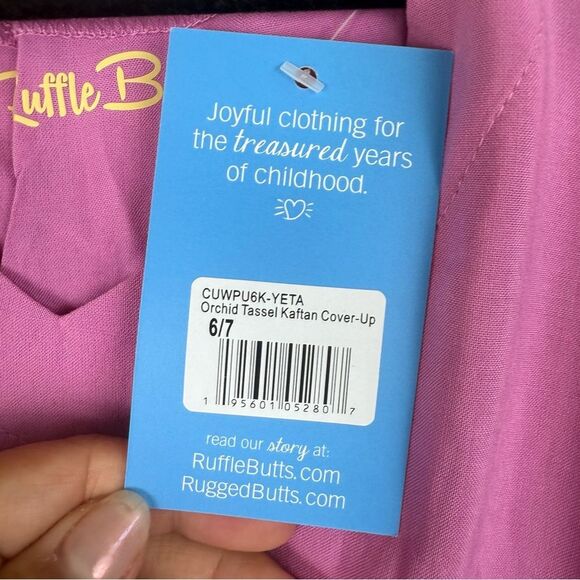 Ruffle B
Joyful clothing for
the treasured years
of childhood.
CUWPU6K-YETA
Orchid Tassel Kaftan Cover-Up
6/7
1 95601 05280 7
read our story at:
RuffleButts.com
RuggedButts.com